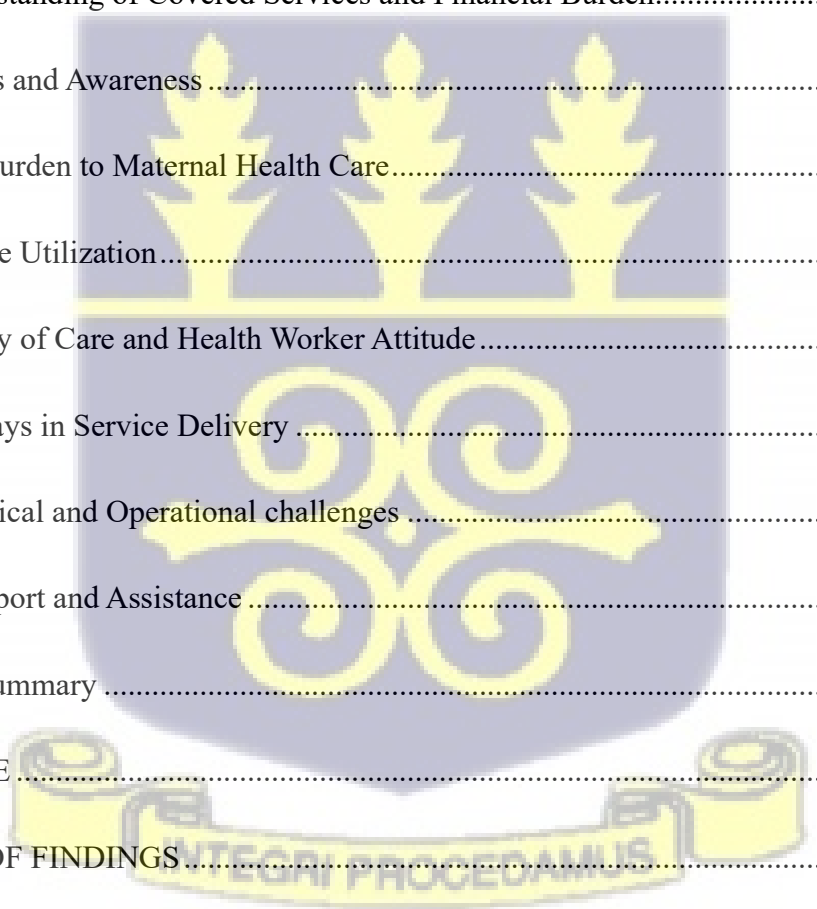 standing of Covered Services and Financial Burden....................
s and Awareness ....................
urden to Maternal Health Care....................
e Utilization....................
y of Care and Health Worker Attitude....................
ays in Service Delivery ....................
ical and Operational challenges ....................
port and Assistance ....................
ummary ....................
E ....................
OF FINDINGS....................
INTEGRI PROCEDAMUS